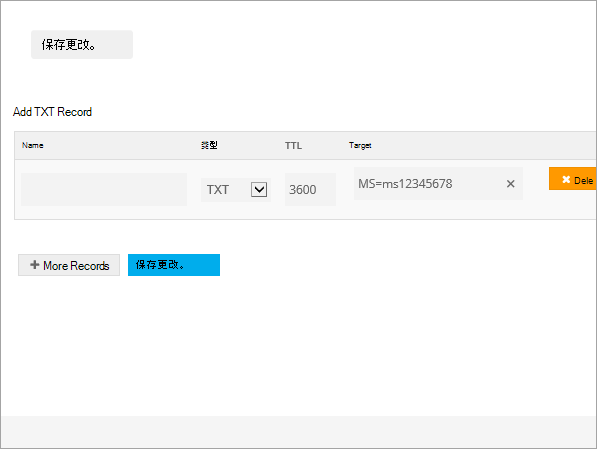 保存更改。
Add TXT Record
Name 类型 TTL Target
TXT 3600 MS=ms12345678 Dele
More Records 保存更改。